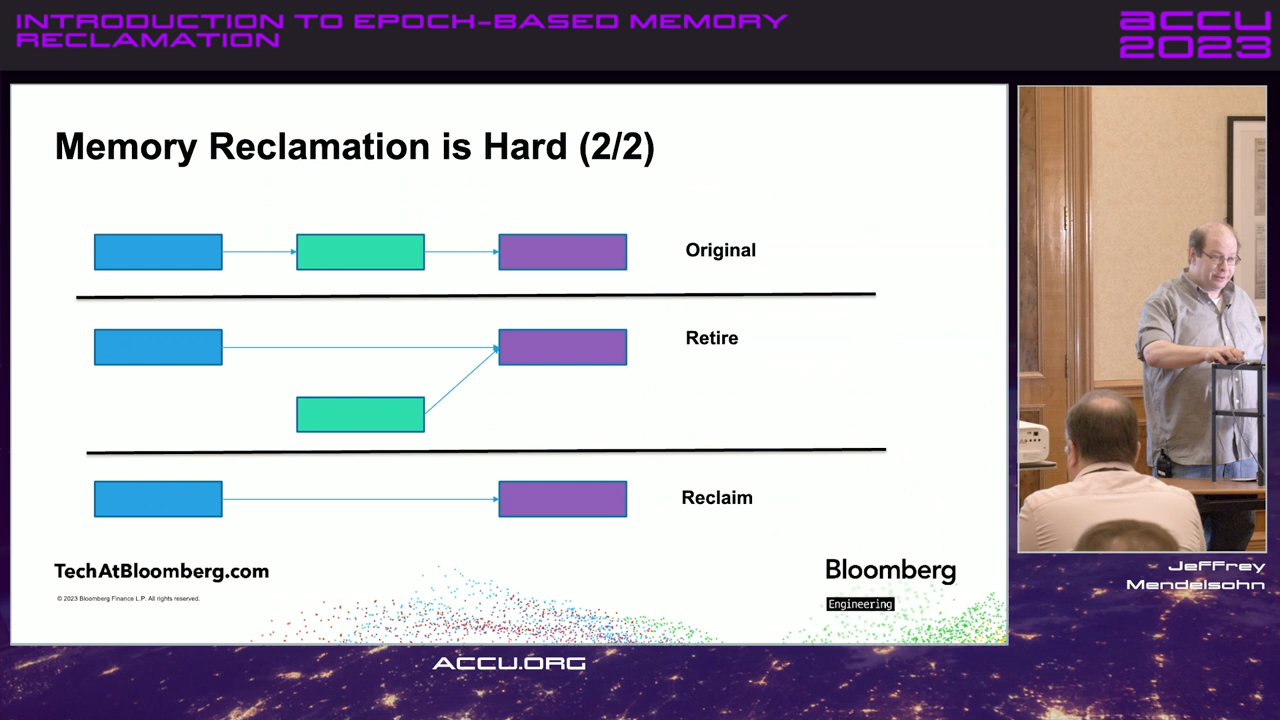 INTRODUCTION TO EPOCH-BASED MEMORY
RECLAMATION
ACCU
2023
Memory Reclamation is Hard (2/2)
Original
Retire
Reclaim
TechAtBloomberg.com
© 2023 Bloomberg Finance L.P. All rights reserved.
Bloomberg
Engineering
Jeffrey
Mendelsohn
ACCU.ORG